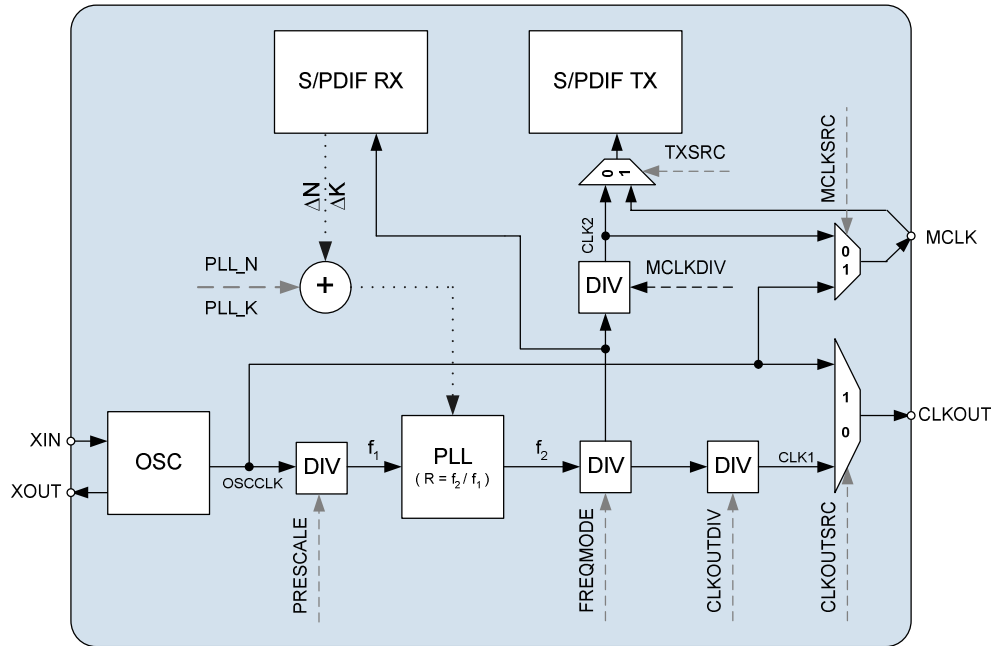 S/PDIF RX
S/PDIF TX
TXSRC
MCLKSRC
0
1
ΔN
ΔK
CLK2
0
1
MCLK
PLL_N
PLL_K
+
DIV
MCLKDIV
XIN
XOUT
OSC
OSCCLK
DIV
f1
PLL
( R = f2 / f1 )
f2
DIV
DIV
CLK1
1
0
CLKOUT
PRESCALE
FREQMODE
CLKOUTDIV
CLKOUTSRC